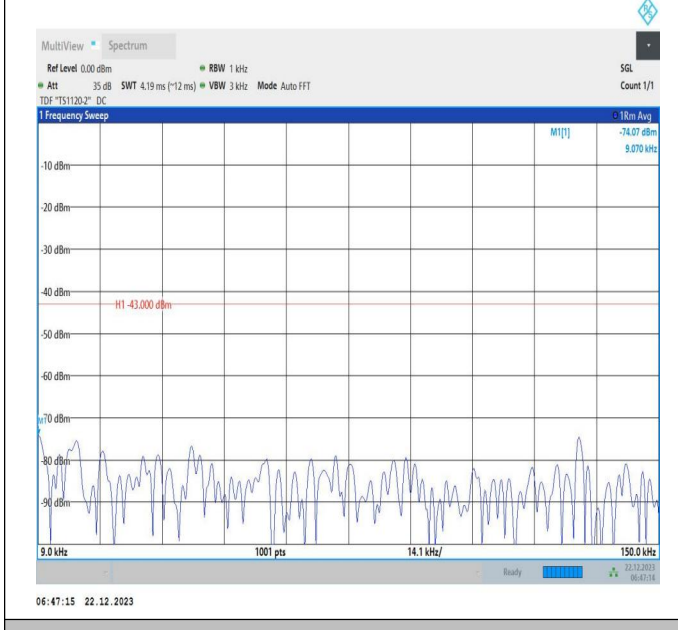 R&S
MultiView Spectrum
Ref Level 0.00 dBm RBW 1 kHz SGL
Att 35 dB SWT 4.19 ms (~12 ms) VBW 3 kHz Mode Auto FFT Count 1/1
TDF "TS1120-2" DC
1 Frequency Sweep 1Rm Avg
M1[1] -74.07 dBm
9.070 kHz
-10 dBm
-20 dBm
-30 dBm
-40 dBm
H1 -43.000 dBm
-50 dBm
-60 dBm
M1
-70 dBm
-80 dBm
-90 dBm
9.0 kHz 1001 pts 14.1 kHz/ 150.0 kHz
Ready 22.12.2023
06:47:14
06:47:15 22.12.2023